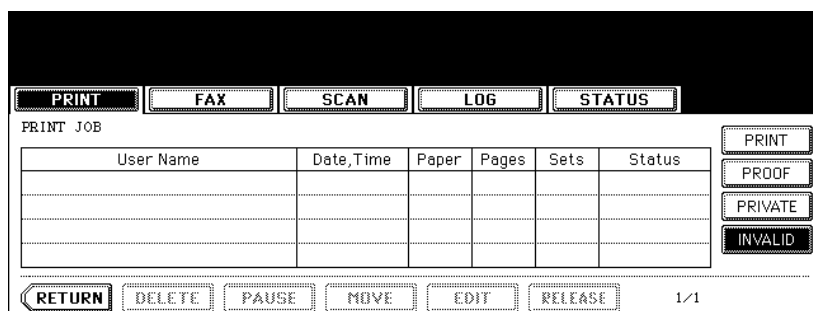 PRINT FAX SCAN LOG STATUS
PRINT JOB
User Name Date,Time Paper Pages Sets Status
PRINT
PROOF
PRIVATE
INVALID
RETURN DELETE PAUSE MOVE EDIT RELEASE 1/1